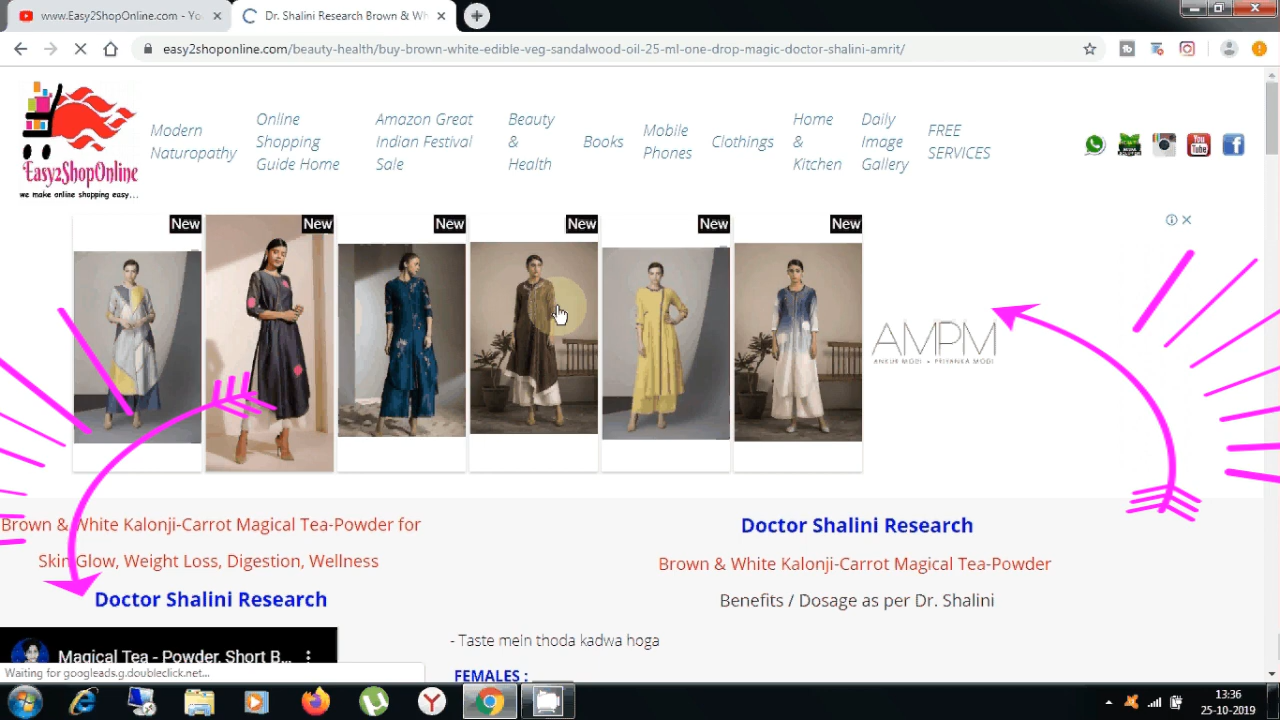 www.Easy2ShopOnline.com - Yo
Dr. Shalini Research Brown & Wh
easy2shoponline.com/beauty-health/buy-brown-white-edible-veg-sandalwood-oil-25-ml-one-drop-magic-doctor-shalini-amrit/
Easy2ShopOnline
we make online shopping easy...
Modern
Naturopathy
Online
Shopping
Guide Home
Amazon Great
Indian Festival
Sale
Beauty
&
Health
Books
Mobile
Phones
Clothings
Home
&
Kitchen
Daily
Image
Gallery
FREE
SERVICES
You
Tube
New
New
New
New
New
New
AMPM
ANKUR MODI + PRIYANKA MODI
Brown & White Kalonji-Carrot Magical Tea-Powder for
Skin Glow, Weight Loss, Digestion, Wellness
Doctor Shalini Research
Magical Tea - Powder, Short B...
Doctor Shalini Research
Brown & White Kalonji-Carrot Magical Tea-Powder
Benefits / Dosage as per Dr. Shalini
- Taste mein thoda kadwa hoga
FEMALES :
Waiting for googleads.g.doubleclick.net...
13:36
25-10-2019